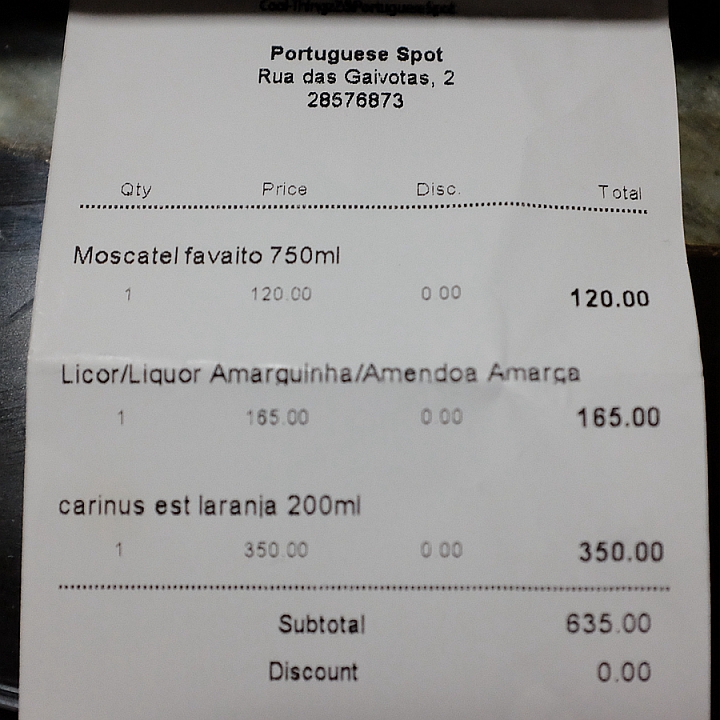 Portuguese Spot
Rua das Gaivotas, 2
28576873
Qty Price Disc. Total
Moscatel favaito 750ml
1 120.00 0.00 120.00
Licor/Liquor Amarquinha/Amendoa Amarga
1 165.00 0.00 165.00
carinus est laranja 200ml
1 350.00 0.00 350.00
Subtotal 635.00
Discount 0.00